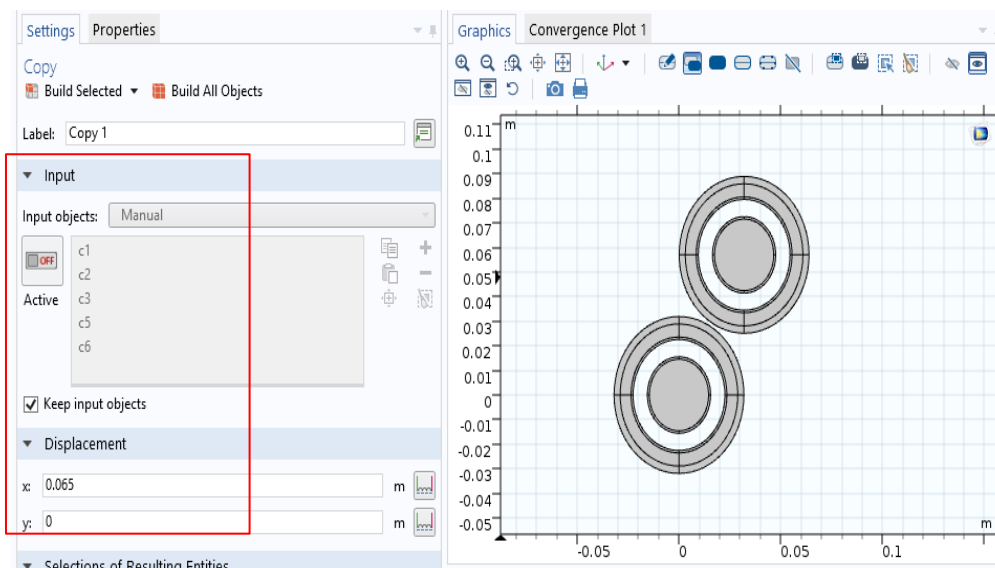 Settings Properties
Copy
Build Selected Build All Objects
Label: Copy 1
Input
Input objects: Manual
OFF
Active
c1
c2
c3
c5
c6
Keep input objects
Displacement
x: 0.065 m
y: 0 m
Selections of Resulting Entities
Graphics Convergence Plot 1
m
0.11
0.1
0.09
0.08
0.07
0.06
0.05
0.04
0.03
0.02
0.01
0
-0.01
-0.02
-0.03
-0.04
-0.05
m
-0.05 0 0.05 0.1